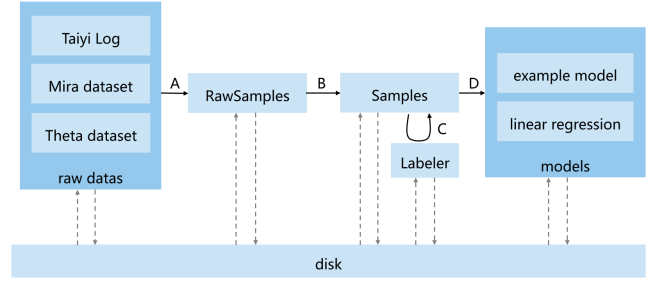 Taiyi Log
Mira dataset
Theta dataset
raw datas
A
RawSamples
B
Samples
C
Labeler
D
example model
linear regression
models
disk